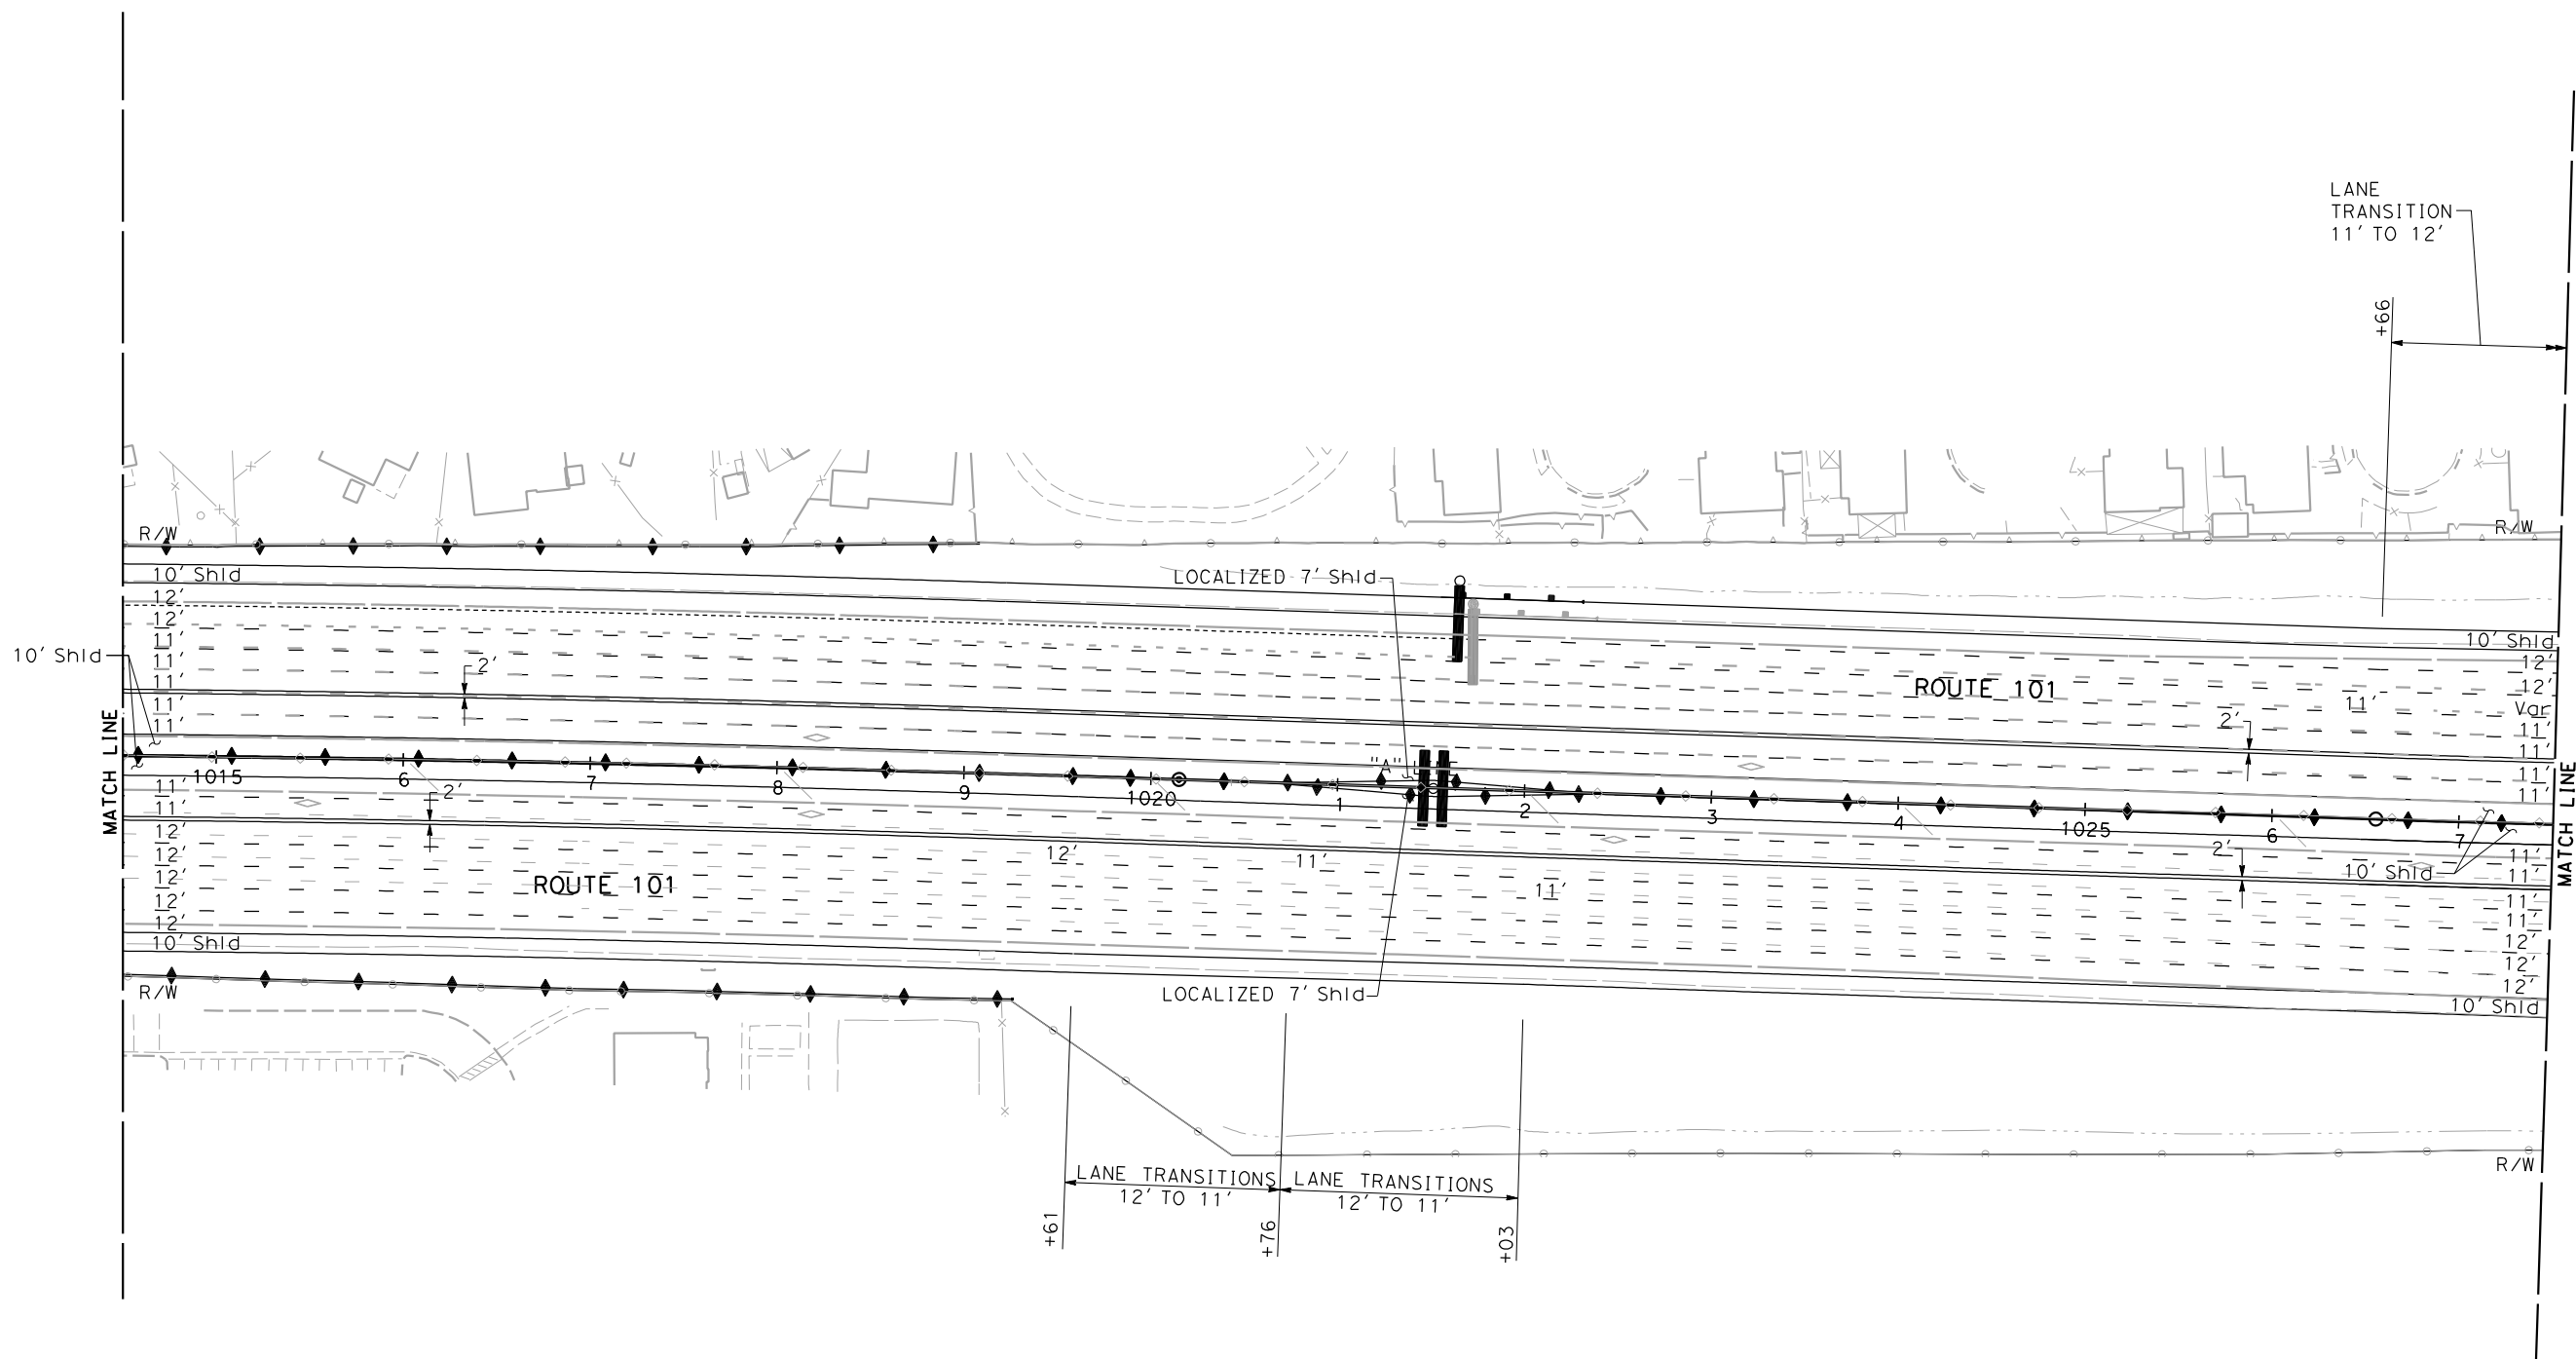 LANE
TRANSITION
11' TO 12'
+66
R/W
R/W
10' Shld
LOCALIZED 7' Shld
12'
12'
11'
11'
11'
11'
11'
10' Shld
2'
10' Shld
12'
12'
Var
11'
11'
11'
11'
11'
ROUTE 101
2'
MATCH LINE
1015
6
7
8
9
1020
"A"
1
2
3
4
1025
6
7
MATCH LINE
11'
11'
12'
12'
12'
12'
12'
10' Shld
2'
ROUTE 101
12'
11'
11'
2'
10' Shld
11'
11'
11'
11'
12'
12'
12'
10' Shld
R/W
LOCALIZED 7' Shld
R/W
LANE TRANSITIONS
12' TO 11'
LANE TRANSITIONS
12' TO 11'
+61
+76
+03